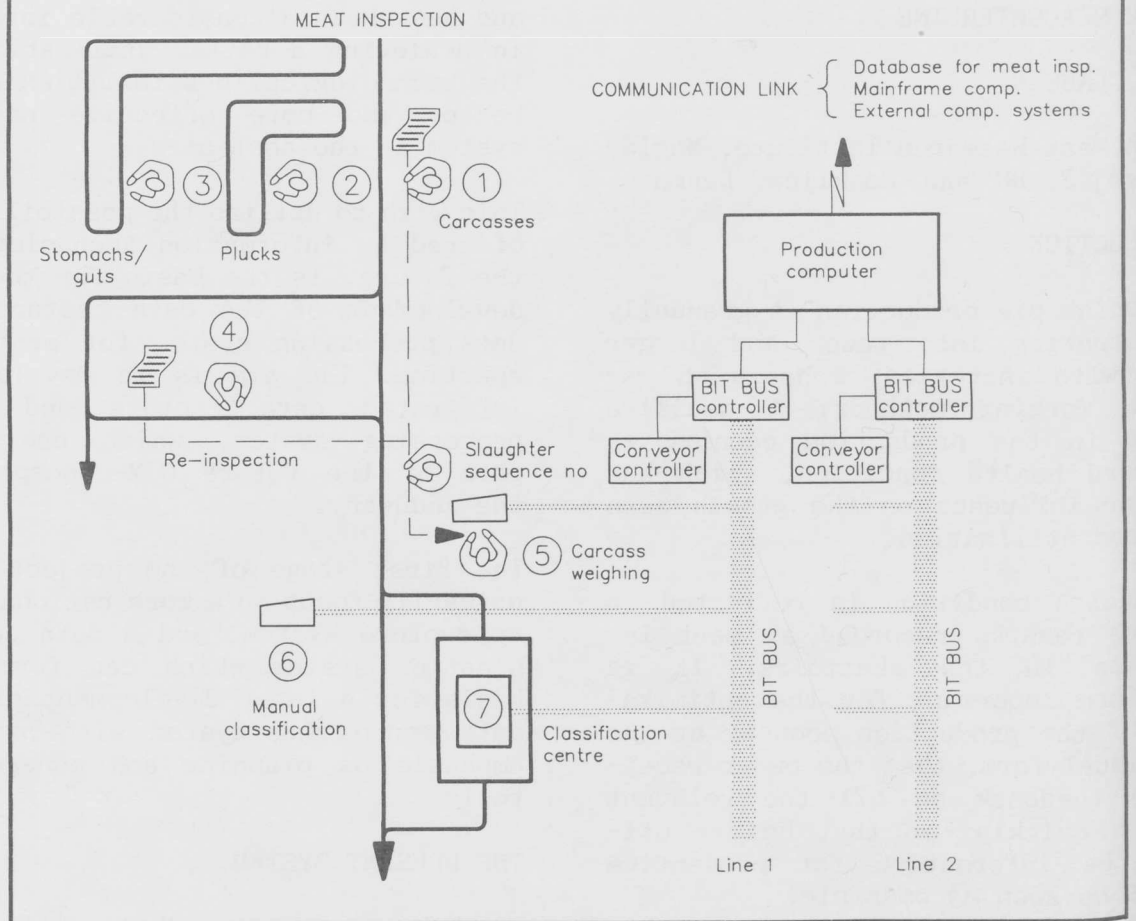 MEAT INSPECTION
3
2
1
Carcasses
Stomachs/
guts
Plucks
4
Re-inspection
Slaughter
sequence no
5
Carcass
weighing
6
Manual
classification
7
Classification
centre
COMMUNICATION LINK
Database for meat insp.
Mainframe comp.
External comp. systems
Production
computer
BIT BUS
controller
BIT BUS
controller
Conveyor
controller
Conveyor
controller
BIT BUS
BIT BUS
Line 1
Line 2